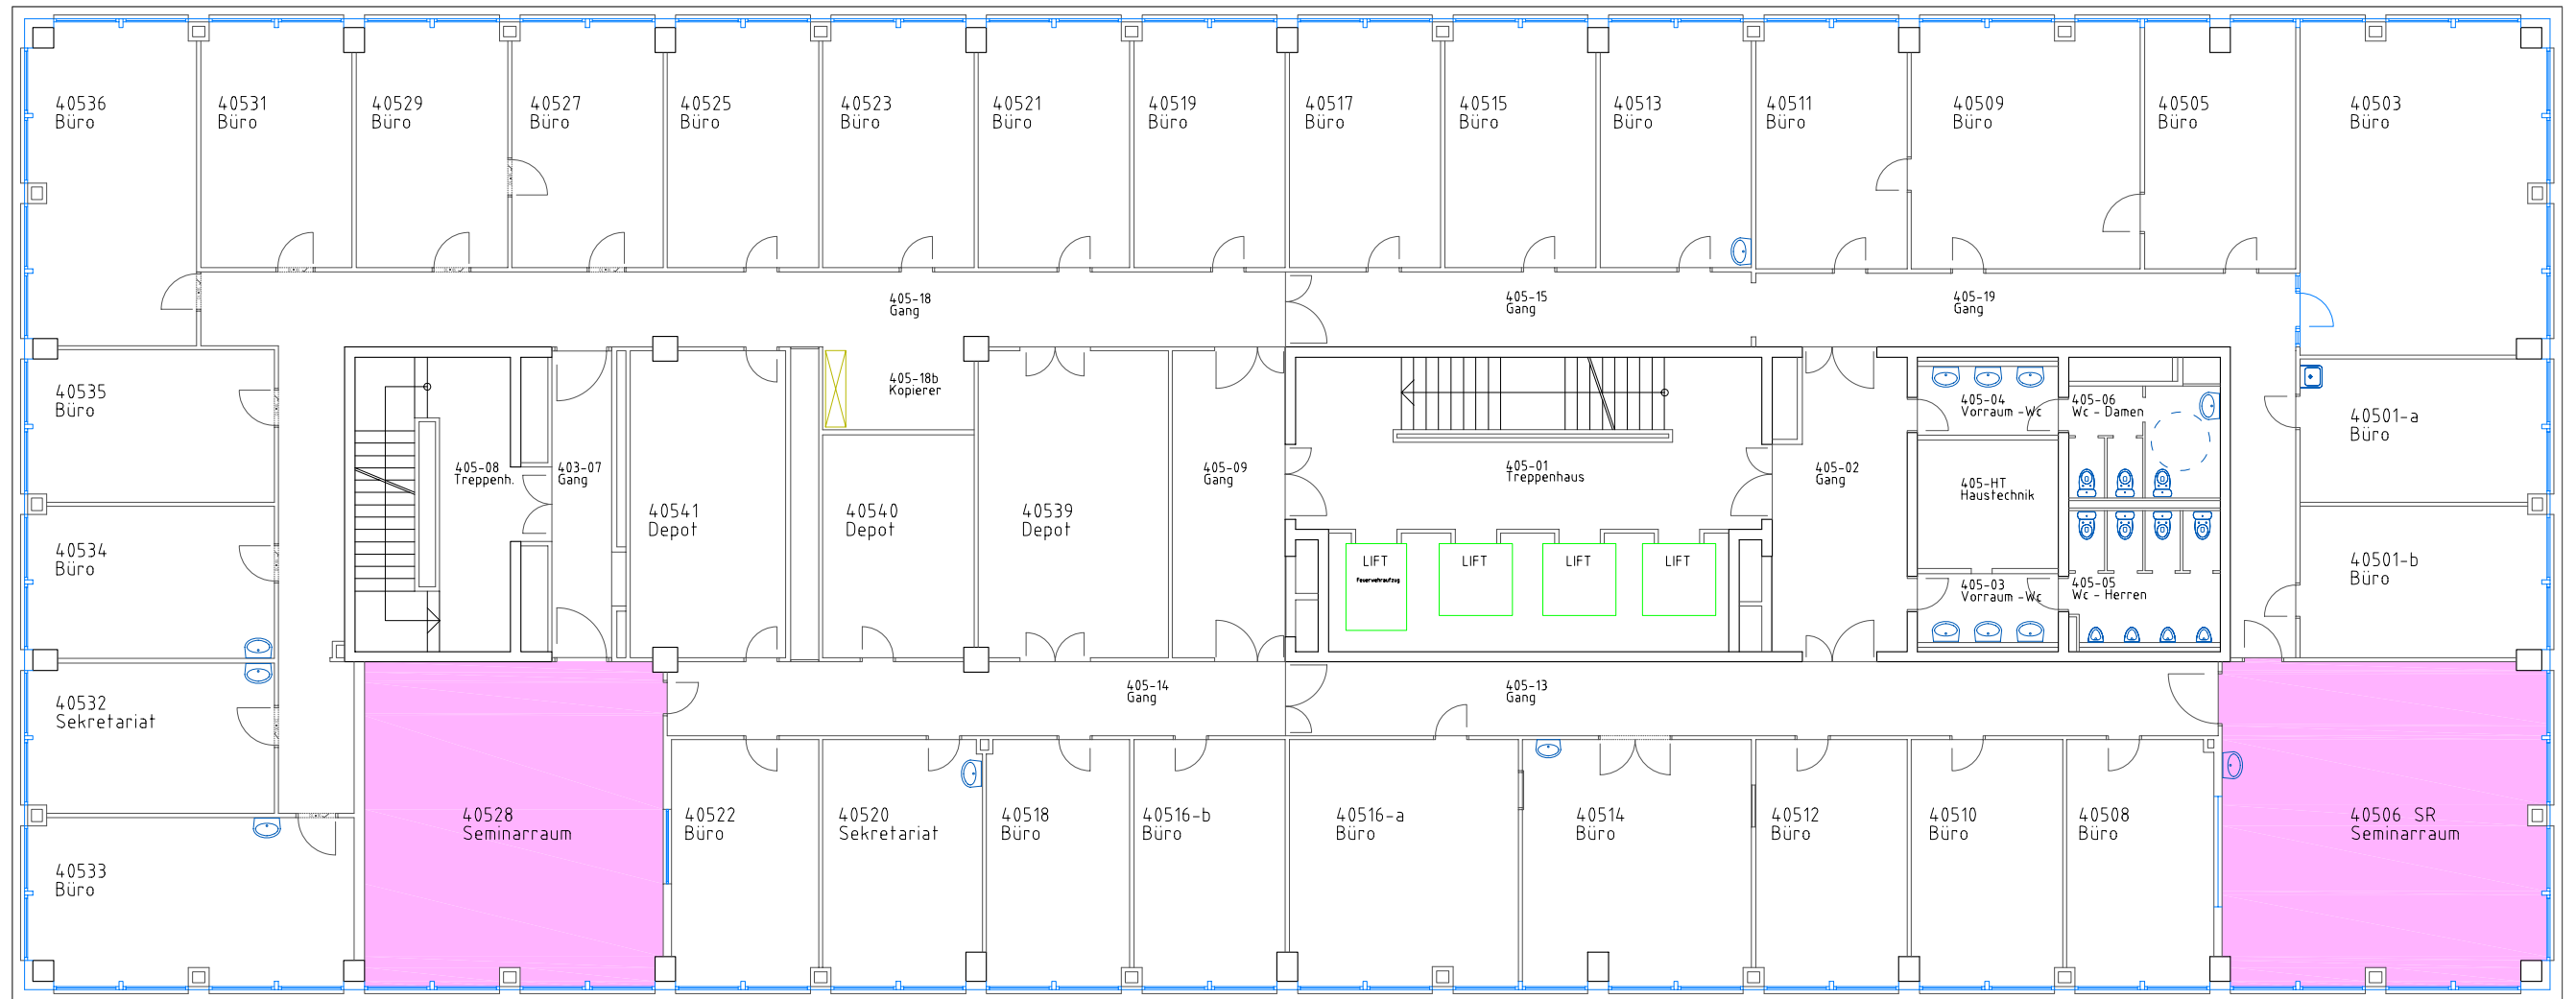 40536
Büro
40531
Büro
40529
Büro
40527
Büro
40525
Büro
40523
Büro
40521
Büro
40519
Büro
40517
Büro
40515
Büro
40513
Büro
40511
Büro
40509
Büro
40505
Büro
40503
Büro
405-18
Gang
405-15
Gang
405-19
Gang
40535
Büro
405-18b
Kopierer
405-04
Vorraum -Wc
405-06
Wc - Damen
40501-a
Büro
405-08
Treppenh.
403-07
Gang
405-09
Gang
405-01
Treppenhaus
405-02
Gang
405-HT
Haustechnik
40541
Depot
40540
Depot
40539
Depot
40534
Büro
LIFT
Feuerwehraufzug
LIFT
LIFT
LIFT
405-03
Vorraum -Wc
405-05
Wc - Herren
40501-b
Büro
40532
Sekretariat
405-14
Gang
405-13
Gang
40528
Seminarraum
40522
Büro
40520
Sekretariat
40518
Büro
40516-b
Büro
40516-a
Büro
40514
Büro
40512
Büro
40510
Büro
40508
Büro
40506 SR
Seminarraum
40533
Büro